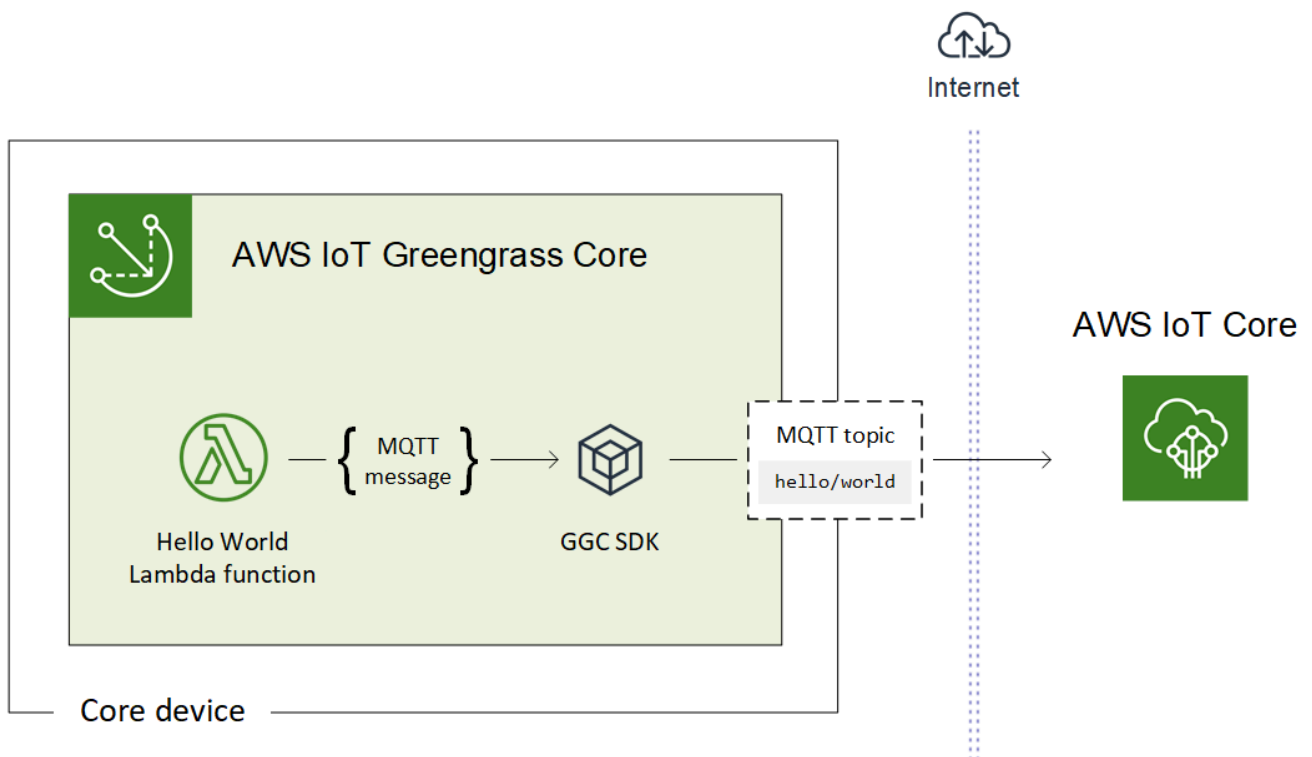 Internet
AWS IoT Greengrass Core
AWS IoT Core
MQTT
message
MQTT topic
hello/world
Hello World
Lambda function
GGC SDK
Core device